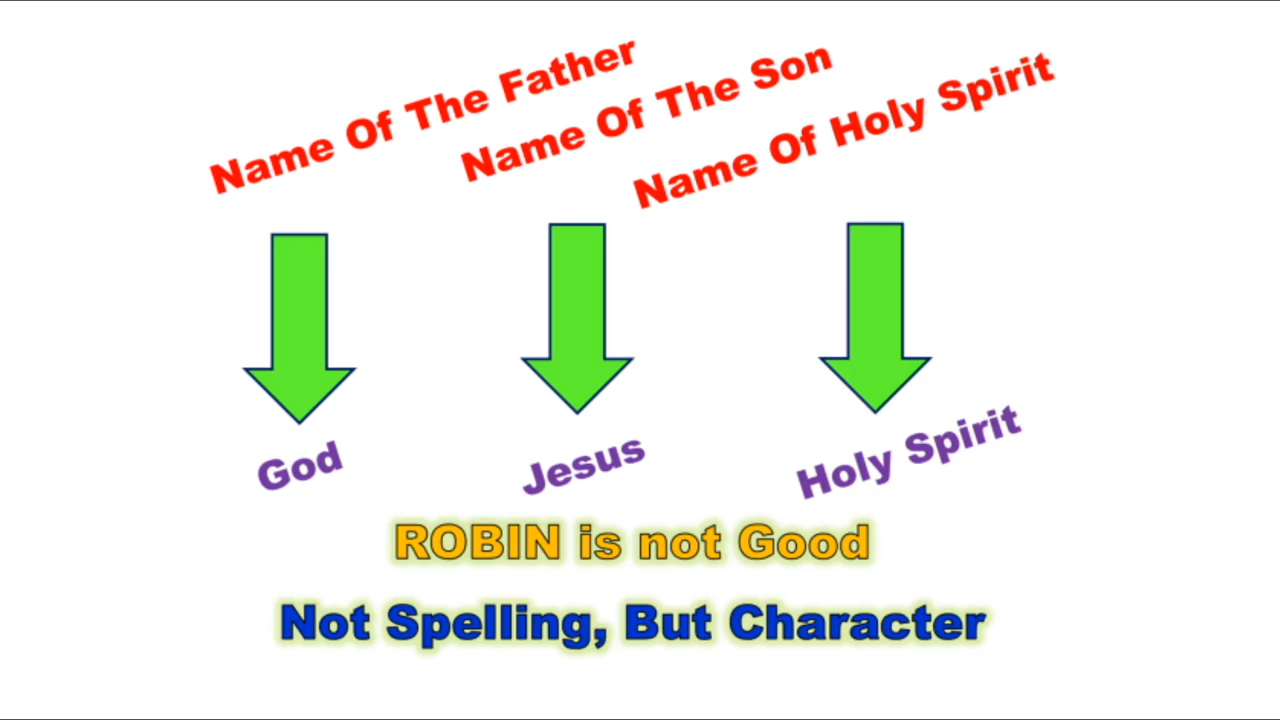 Name Of The Father
Name Of The Son
Name Of Holy Spirit
God
Jesus
Holy Spirit
ROBIN is not Good
Not Spelling, But Character